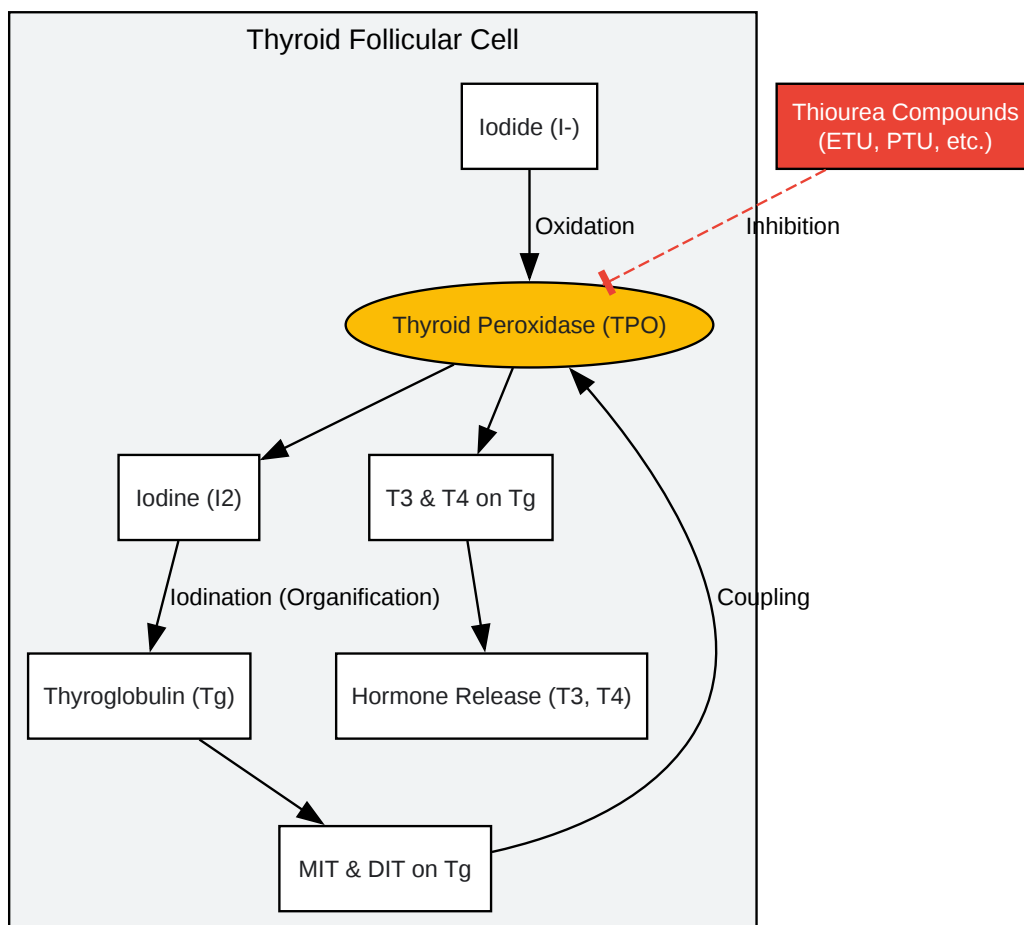 Thyroid Follicular Cell
Iodide (I-)
Thiourea Compounds
(ETU, PTU, etc.)
Oxidation
Inhibition
Thyroid Peroxidase (TPO)
Iodine (I2)
T3 & T4 on Tg
Iodination (Organification)
Coupling
Thyroglobulin (Tg)
Hormone Release (T3, T4)
MIT & DIT on Tg